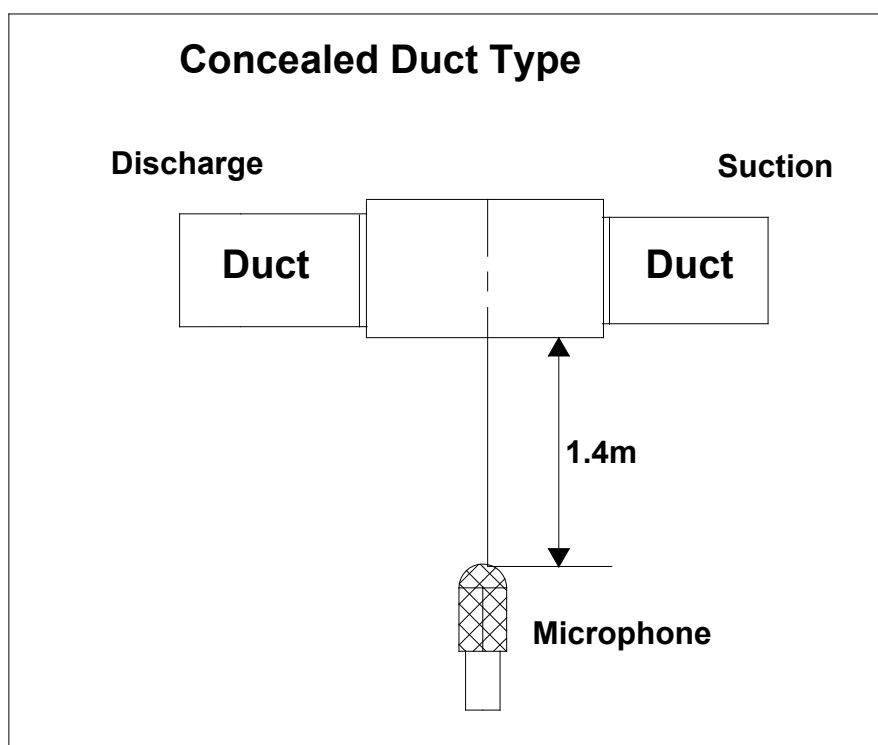 Concealed Duct Type
Discharge
Suction
Duct
Duct
1.4m
Microphone